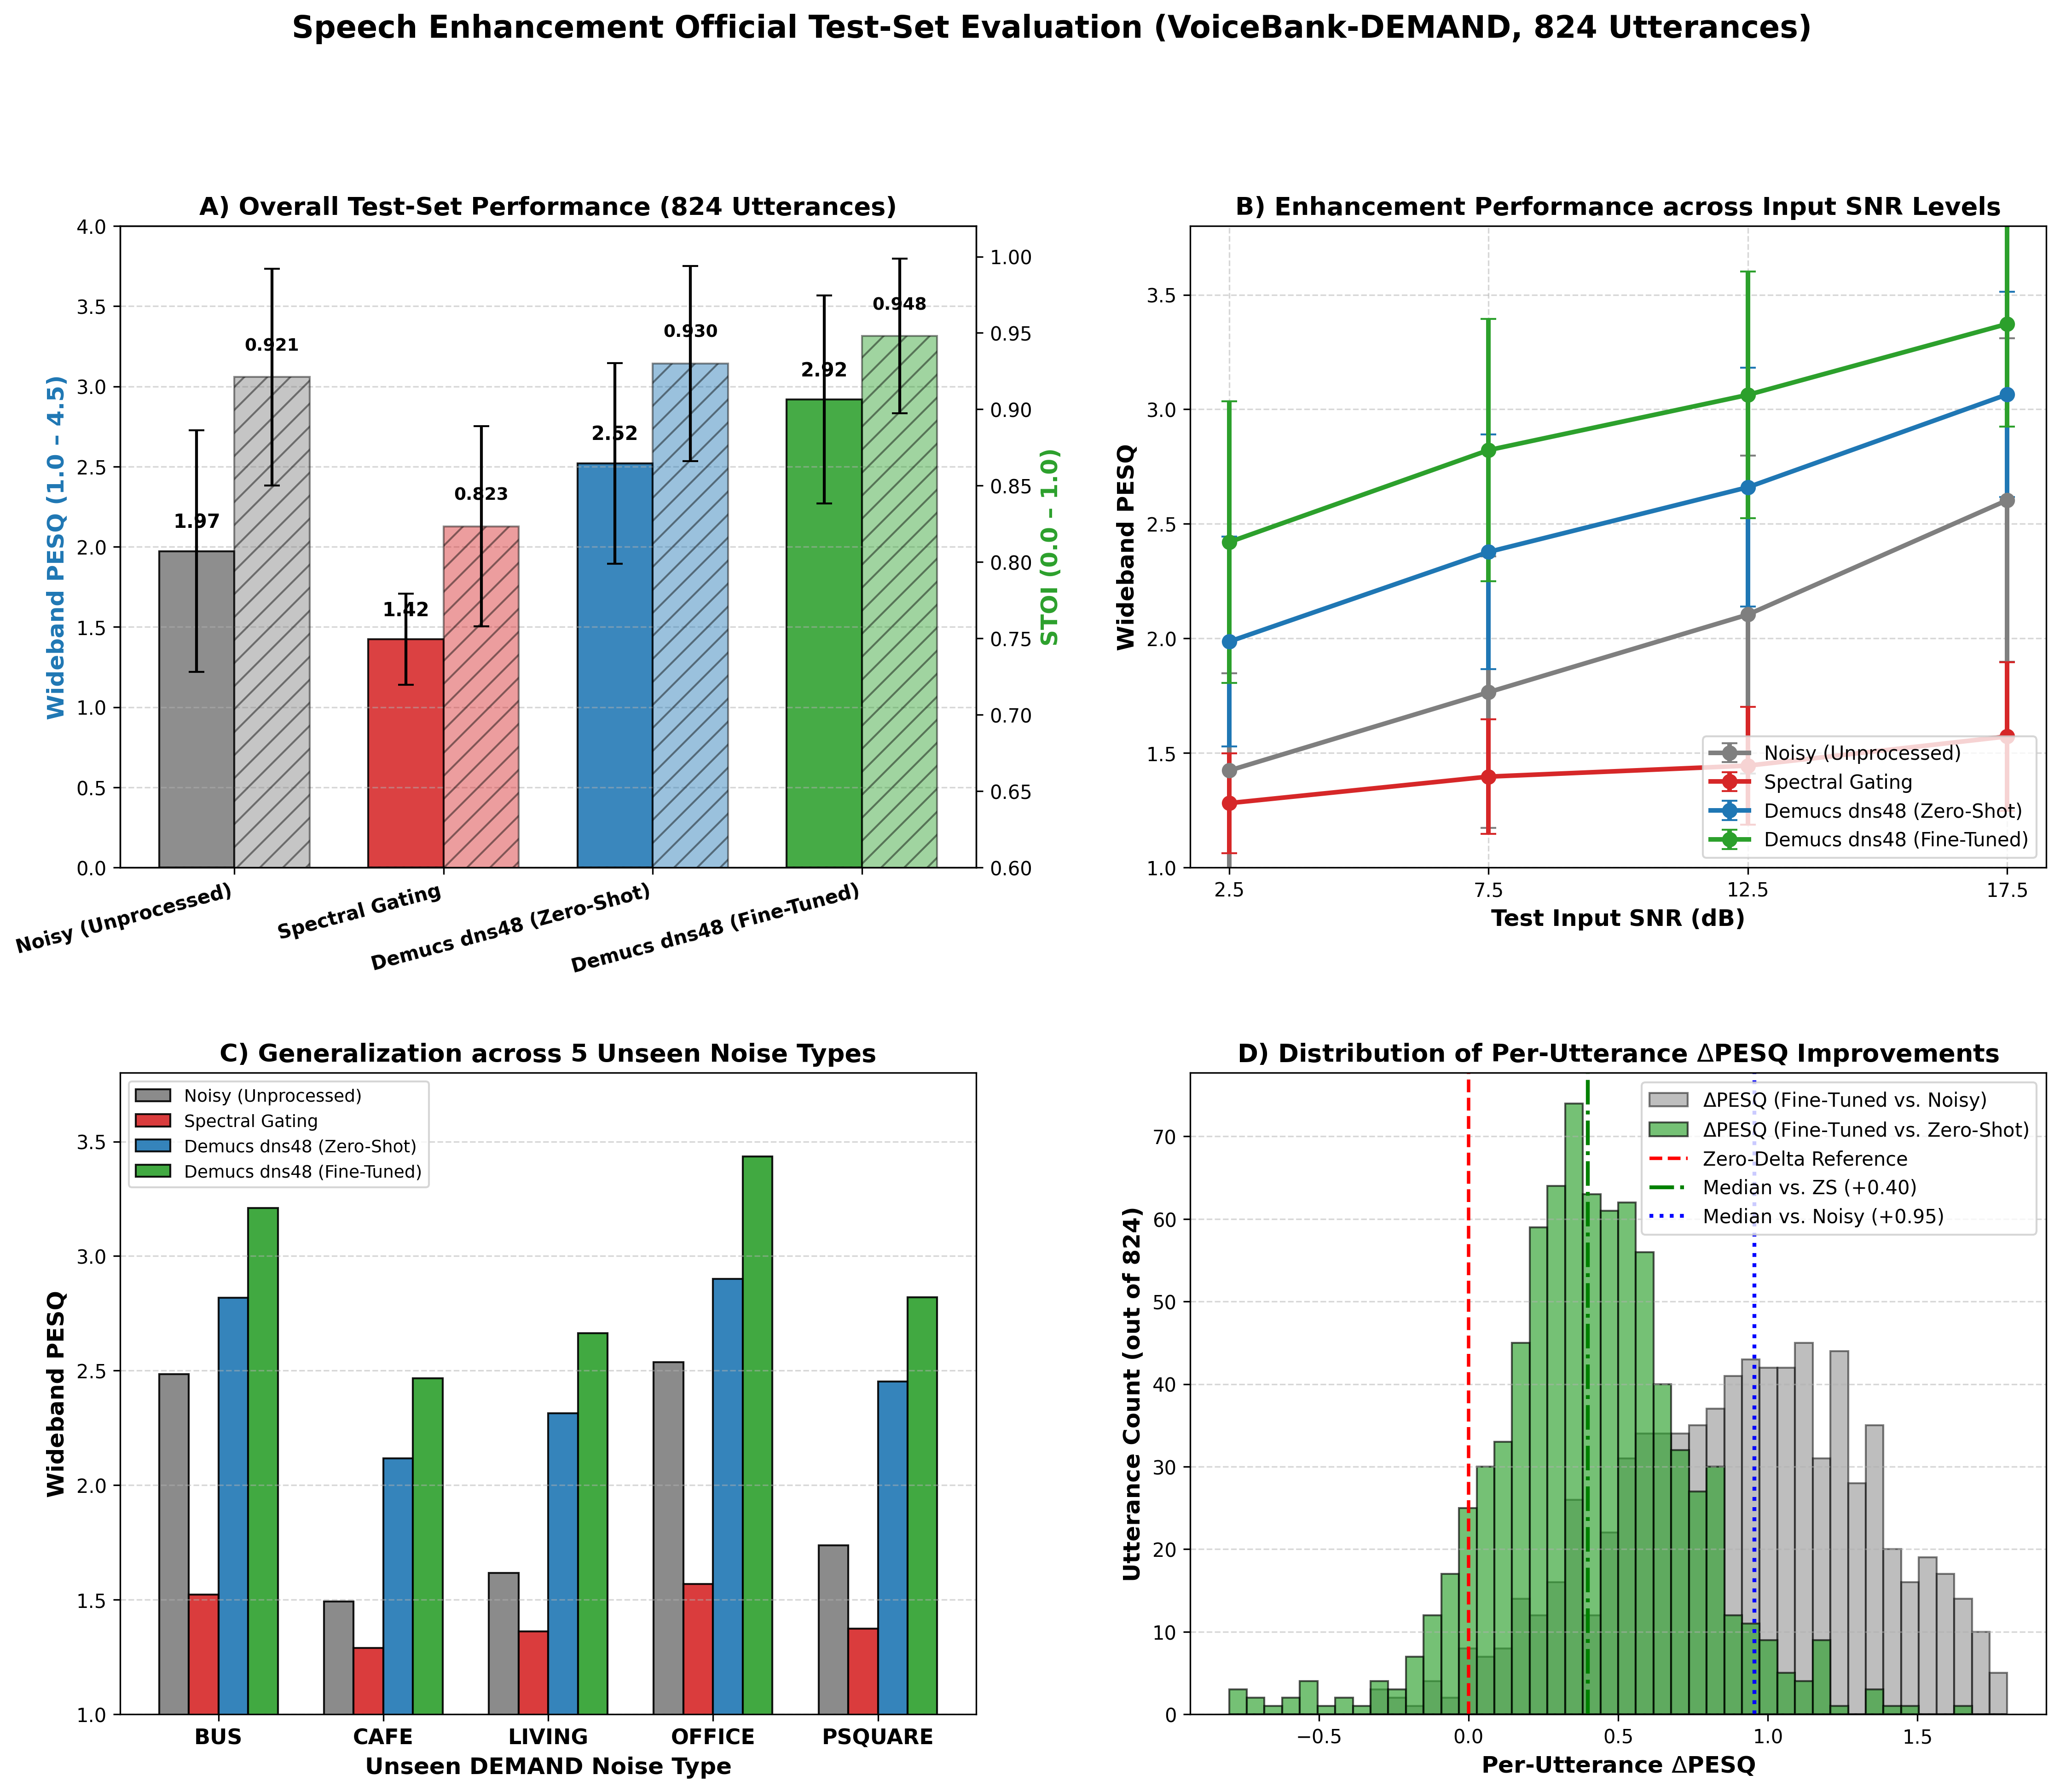 Speech Enhancement Official Test-Set Evaluation (VoiceBank-DEMAND, 824 Utterances)
A) Overall Test-Set Performance (824 Utterances)
Wideband PESQ (1.0 – 4.5)
4.0
3.5
3.0
2.5
2.0
1.5
1.0
0.5
0.0
1.97
0.921
1.42
0.823
2.52
0.930
2.92
0.948
1.00
0.95
0.90
0.85
0.80
0.75
0.70
0.65
0.60
STOI (0.0 – 1.0)
Noisy (Unprocessed)
Spectral Gating
Demucs dns48 (Zero-Shot)
Demucs dns48 (Fine-Tuned)
B) Enhancement Performance across Input SNR Levels
Wideband PESQ
3.5
3.0
2.5
2.0
1.5
1.0
Noisy (Unprocessed)
Spectral Gating
Demucs dns48 (Zero-Shot)
Demucs dns48 (Fine-Tuned)
2.5
7.5
12.5
17.5
Test Input SNR (dB)
C) Generalization across 5 Unseen Noise Types
Wideband PESQ
3.5
3.0
2.5
2.0
1.5
1.0
Noisy (Unprocessed)
Spectral Gating
Demucs dns48 (Zero-Shot)
Demucs dns48 (Fine-Tuned)
BUS
CAFE
LIVING
OFFICE
PSQUARE
Unseen DEMAND Noise Type
D) Distribution of Per-Utterance ΔPESQ Improvements
Utterance Count (out of 824)
70
60
50
40
30
20
10
0
ΔPESQ (Fine-Tuned vs. Noisy)
ΔPESQ (Fine-Tuned vs. Zero-Shot)
Zero-Delta Reference
Median vs. ZS (+0.40)
Median vs. Noisy (+0.95)
−0.5
0.0
0.5
1.0
1.5
Per-Utterance ΔPESQ